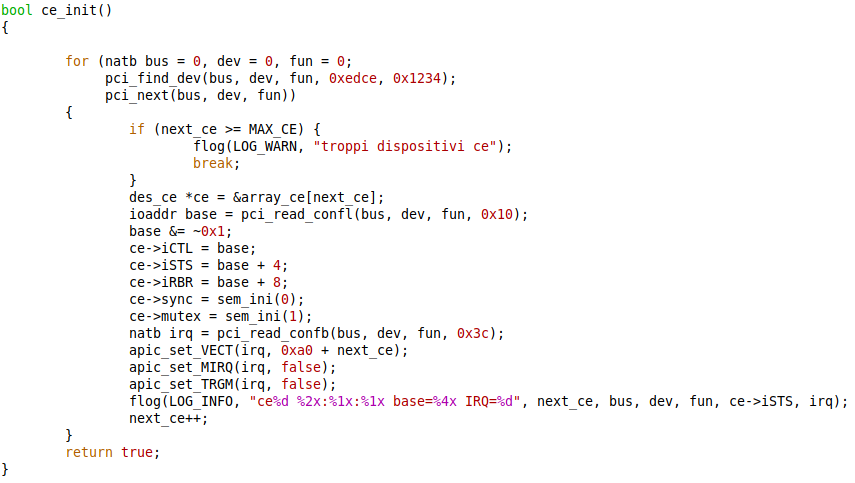 bool ce_init()
{
for (natb bus = 0, dev = 0, fun = 0;
pci_find_dev(bus, dev, fun, 0xedce, 0x1234);
pci_next(bus, dev, fun))
{
if (next_ce >= MAX_CE) {
flog(LOG_WARN, "troppi dispositivi ce");
break;
}
des_ce *ce = &array_ce[next_ce];
ioaddr base = pci_read_confl(bus, dev, fun, 0x10);
base &= ~0x1;
ce->iCTL = base;
ce->iSTS = base + 4;
ce->iRBR = base + 8;
ce->sync = sem_ini(0);
ce->mutex = sem_ini(1);
natb irq = pci_read_confb(bus, dev, fun, 0x3c);
apic_set_VECT(irq, 0xa0 + next_ce);
apic_set_MIRQ(irq, false);
apic_set_TRGM(irq, false);
flog(LOG_INFO, "ce%d %2x:%1x:%1x base=%4x IRQ=%d", next_ce, bus, dev, fun, ce->iSTS, irq);
next_ce++;
}
return true;
}